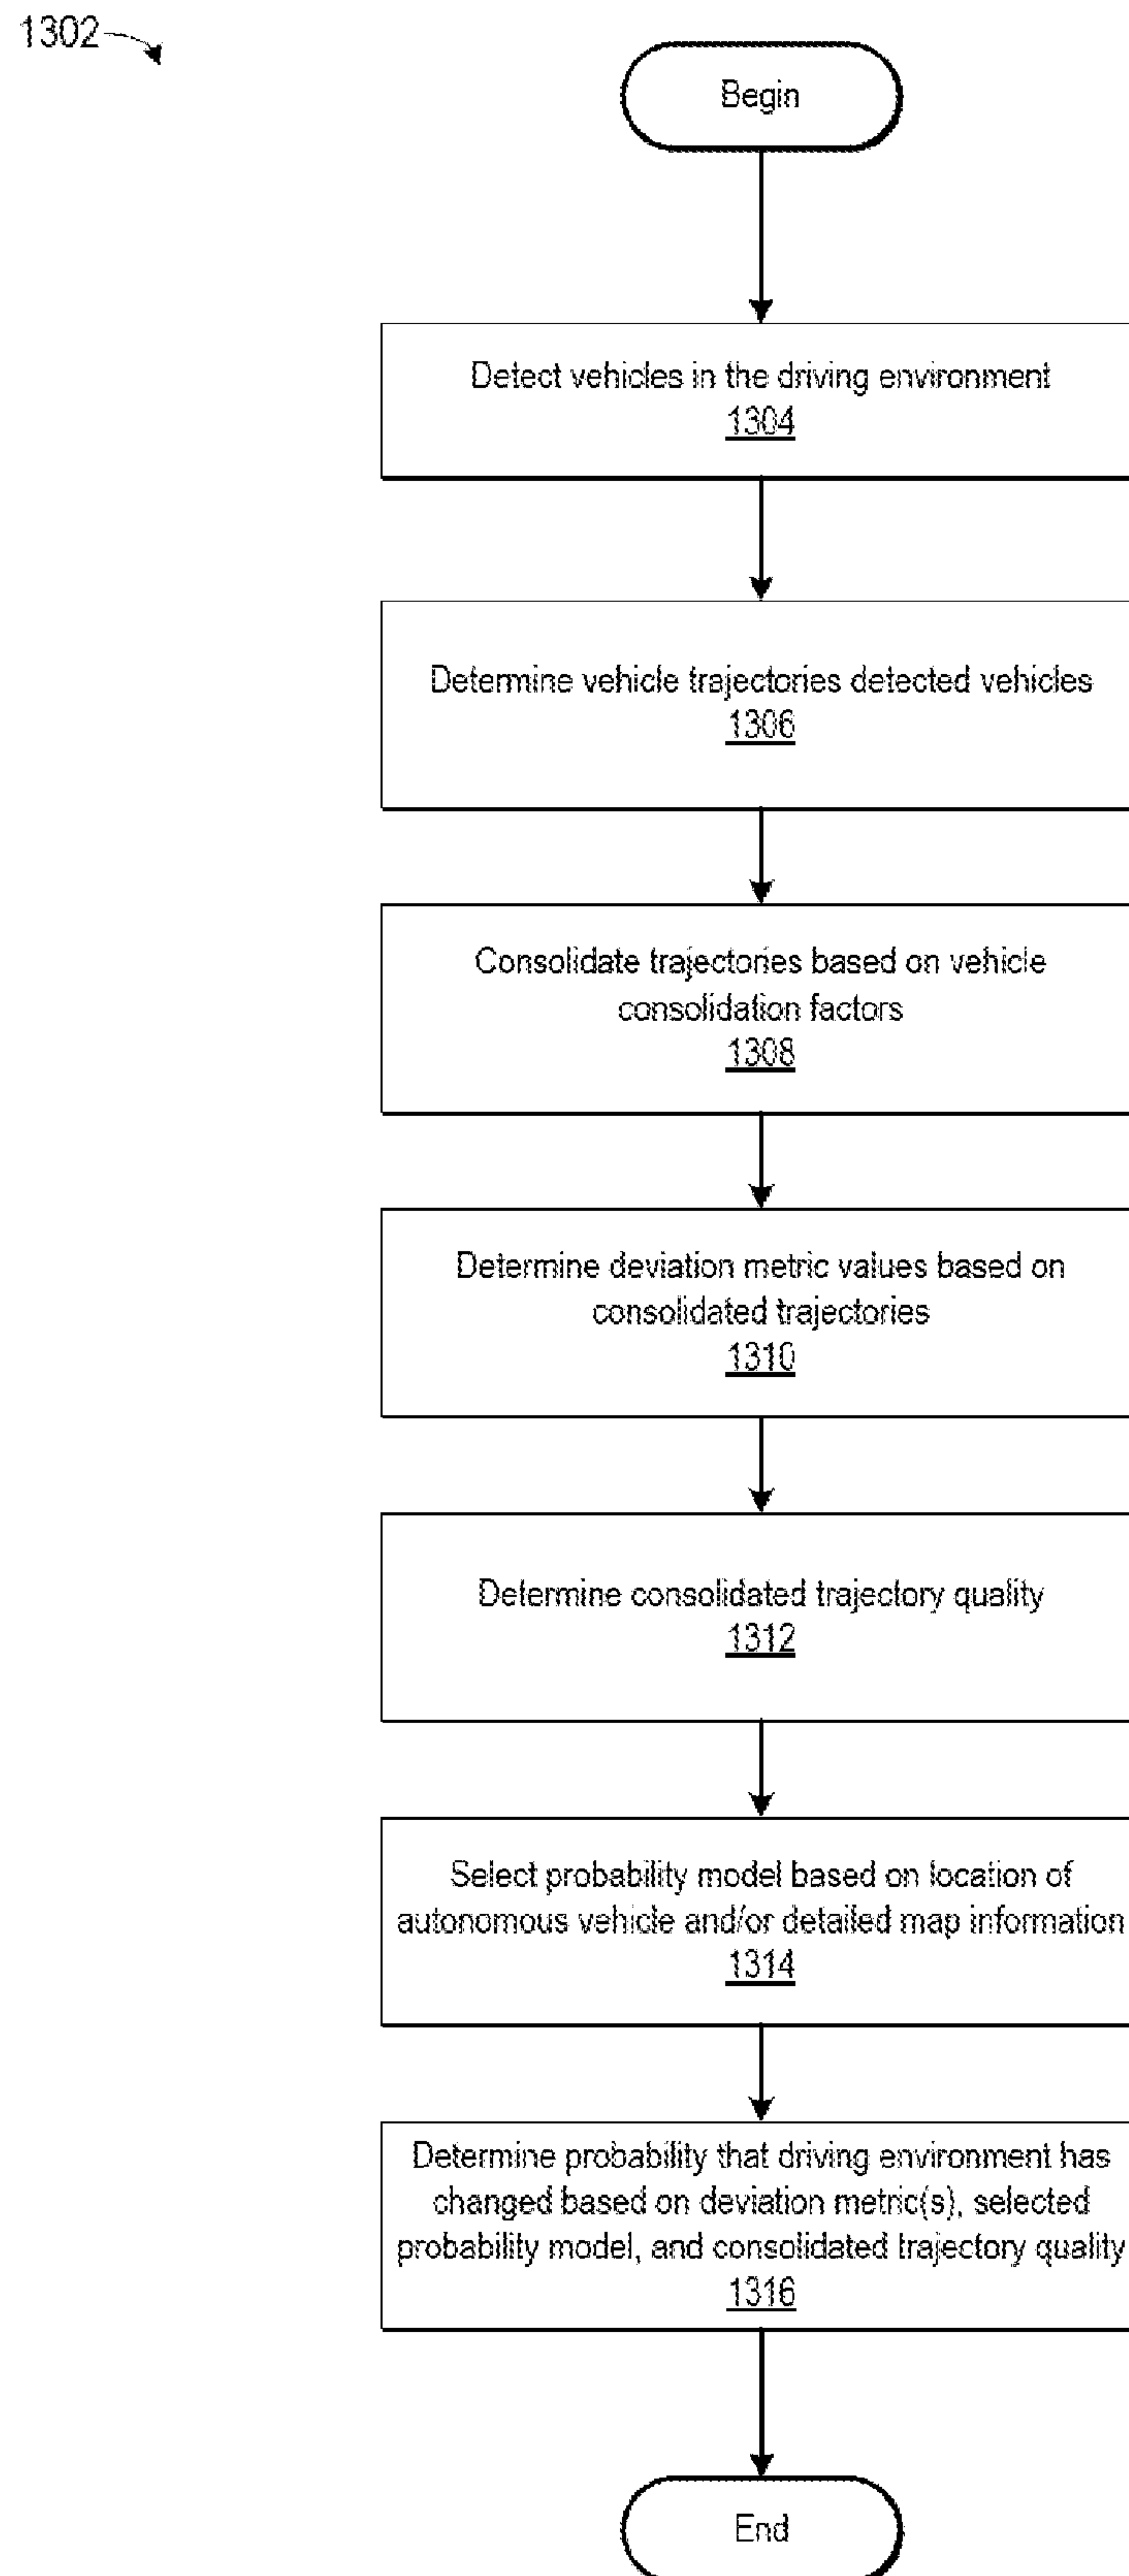 1302
Begin
Detect vehicles in the driving environment
1304
Determine vehicle trajectories detected vehicles
1306
Consolidate trajectories based on vehicle
consolidation factors
1308
Determine deviation metric values based on
consolidated trajectories
1310
Determine consolidated trajectory quality
1312
Select probability model based on location of
autonomous vehicle and/or detailed map information
1314
Determine probability that driving environment has
changed based on deviation metric(s), selected
probability model, and consolidated trajectory quality
1316
End